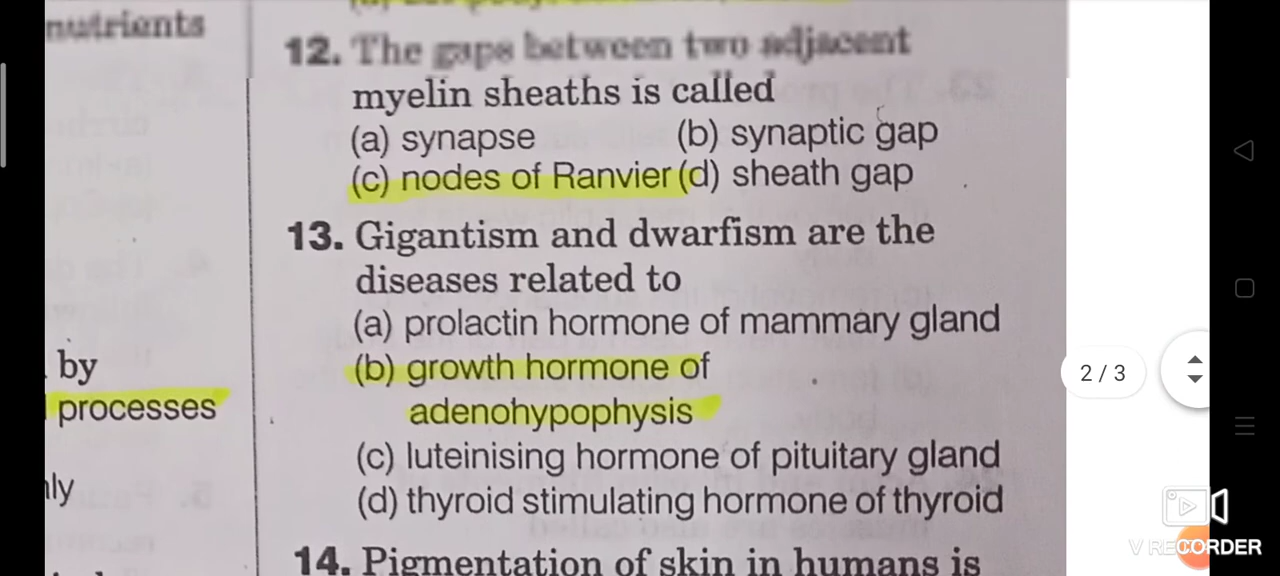 nutrients
by
processes
12. The gaps between two adjacent
myelin sheaths is called
(a) synapse (b) synaptic gap
(c) nodes of Ranvier (d) sheath gap
13. Gigantism and dwarfism are the
diseases related to
(a) prolactin hormone of mammary gland
(b) growth hormone of
adenohypophysis
(c) luteinising hormone of pituitary gland
(d) thyroid stimulating hormone of thyroid
14. Pigmentation of skin in humans is
2 / 3
V RECORDER